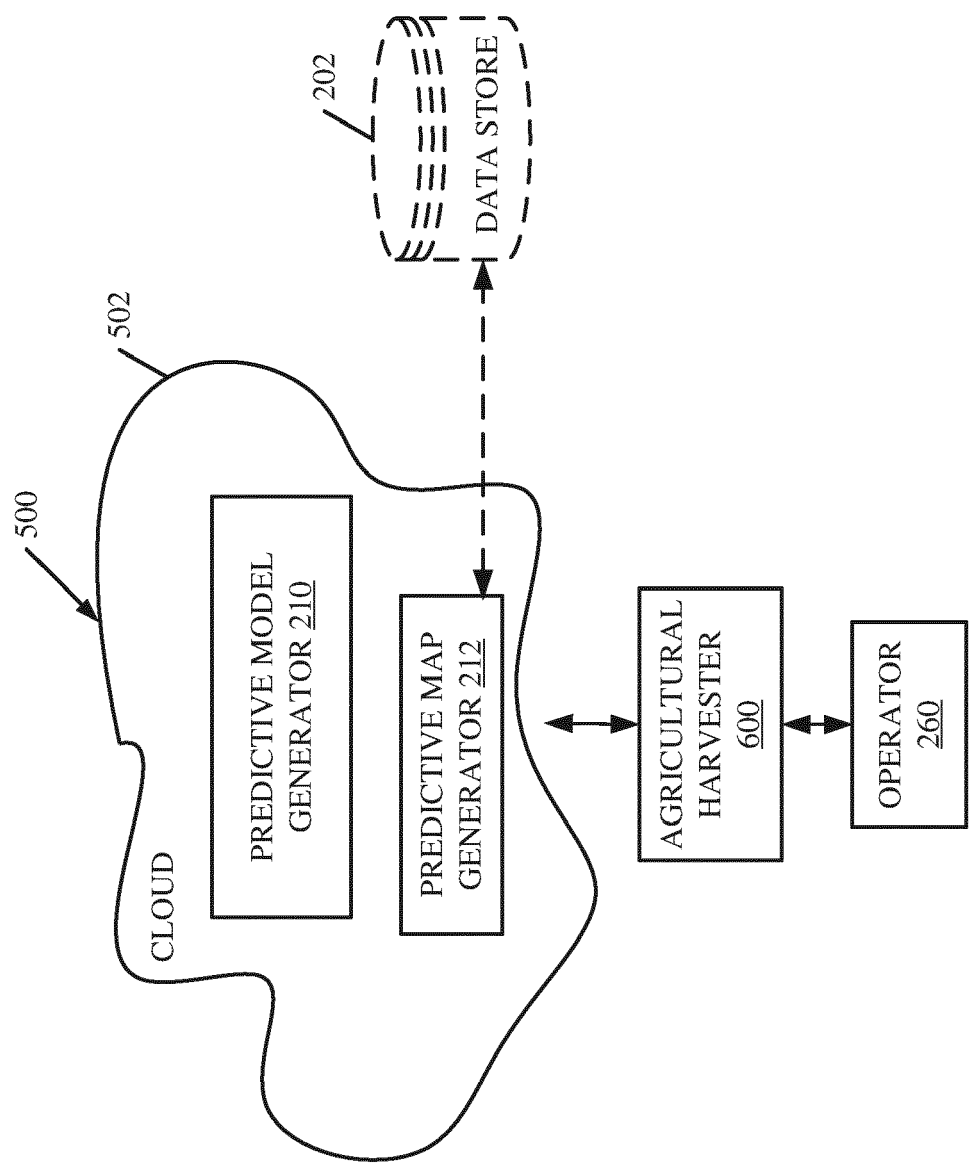 500
502
CLOUD
PREDICTIVE MODEL
GENERATOR 210
PREDICTIVE MAP
GENERATOR 212
202
DATA STORE
AGRICULTURAL
HARVESTER
600
OPERATOR
260